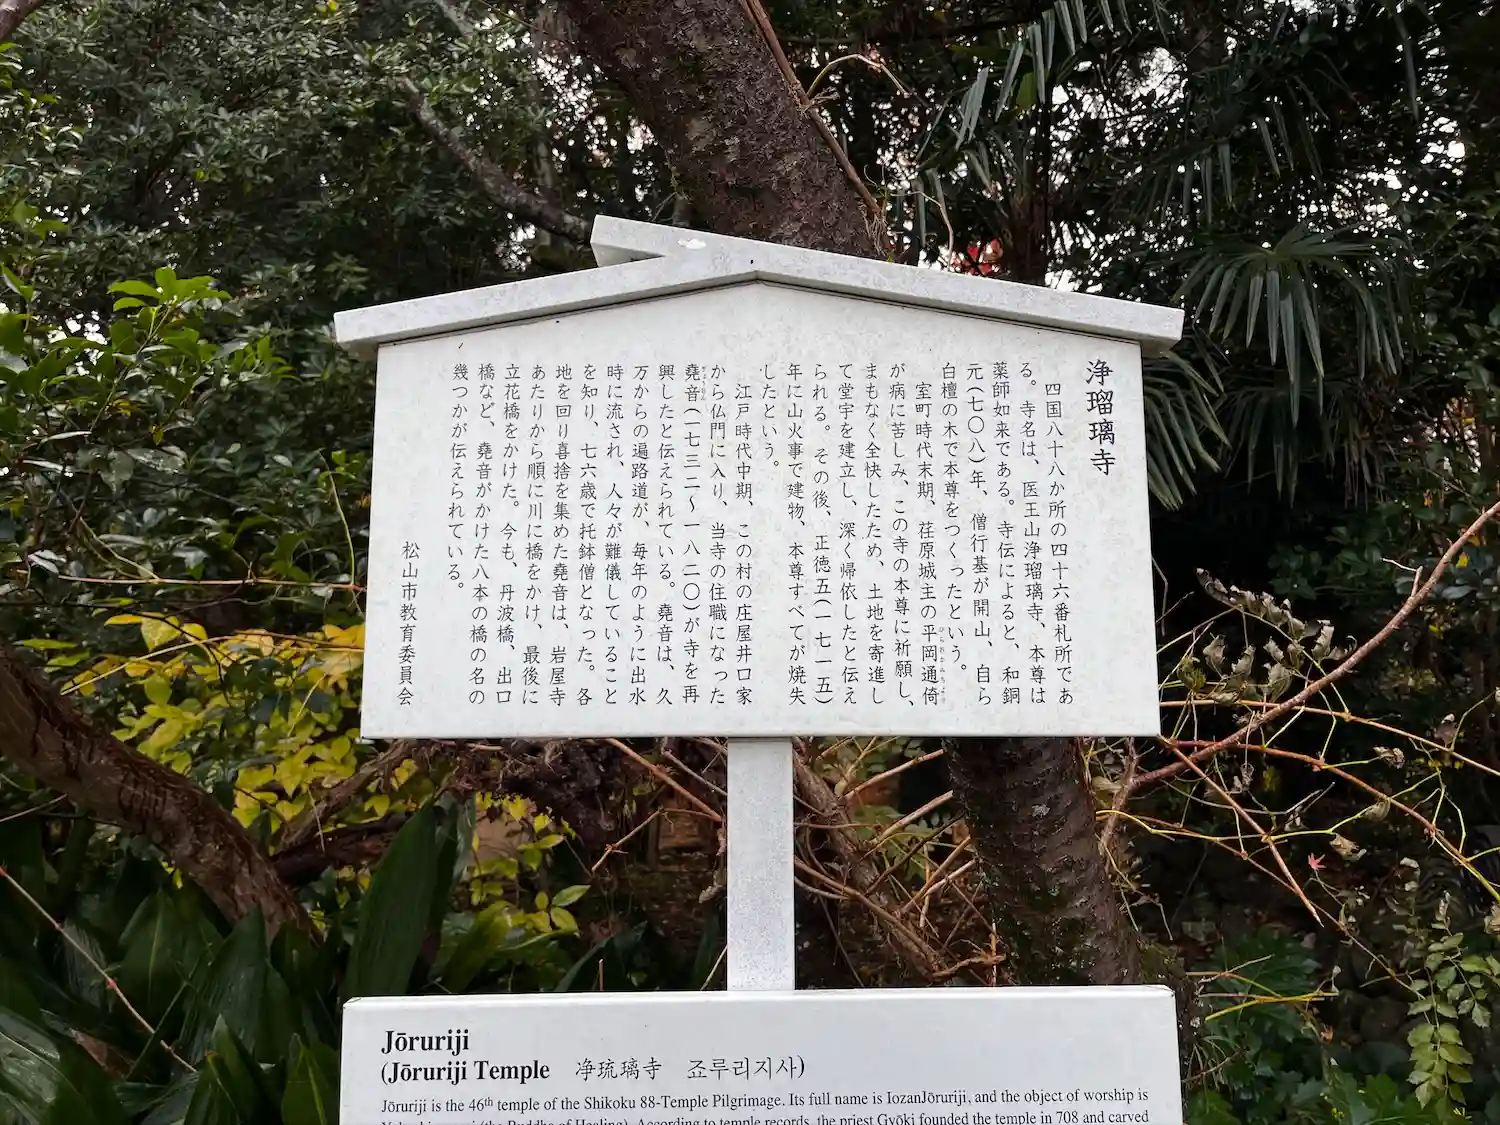 浄瑠璃寺
四国八十八か所の四十六番札所であ
る。寺名は、医王山浄瑠璃寺、本尊は
薬師如来である。寺伝によると、和銅
元(七〇八)年、僧行基が開山、自ら
白檀の木で本尊をつくったという。
室町時代末期、荏原城主の平岡通倚
が病に苦しみ、この寺の本尊に祈願し、
まもなく全快したため、土地を寄進し
て堂宇を建立し、深く帰依したと伝え
られる。その後、正徳五(一七一五)
年に山火事で建物、本尊すべてが焼失
したという。
江戸時代中期、この村の庄屋井口家
から仏門に入り、当寺の住職になった
堯音(一七三二〜一八二〇)が寺を再
興したと伝えられている。堯音は、久
万からの遍路道が、毎年のように出水
時に流され、人々が難儀していること
を知り、七六歳で托鉢僧となった。各
地を回り喜捨を集めた堯音は、岩屋寺
あたりから順に川に橋をかけ、最後に
立花橋をかけた。今も、丹波橋、出口
橋など、堯音がかけた八本の橋の名の
幾つかが伝えられている。
松山市教育委員会
Jōruriji
(Jōruriji Temple 净琉璃寺 죠루리지사)
Jōruriji is the 46th temple of the Shikoku 88-Temple Pilgrimage. Its full name is IozanJōruriji, and the object of worship is
(the Buddha of Healing). According to temple records, the priest Gyōki founded the temple in 708 and carved